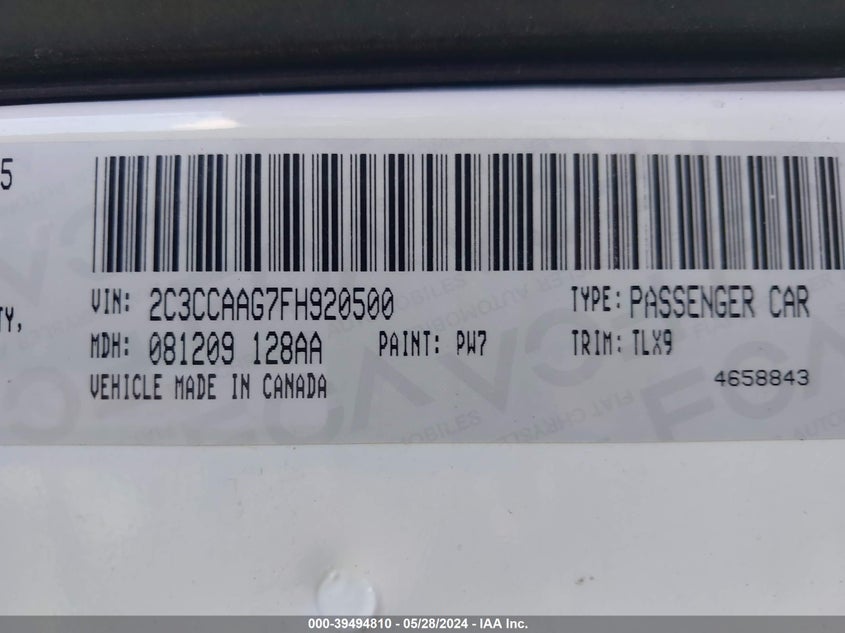 5
TY,
VIN: 2C3CCAAG7FH920500 TYPE: PASSENGER CAR
MDH: 081209 128AA PAINT: PW7 TRIM: TLX9
VEHICLE MADE IN CANADA 4658843
000-39494810 - 05/28/2024 - IAA Inc.